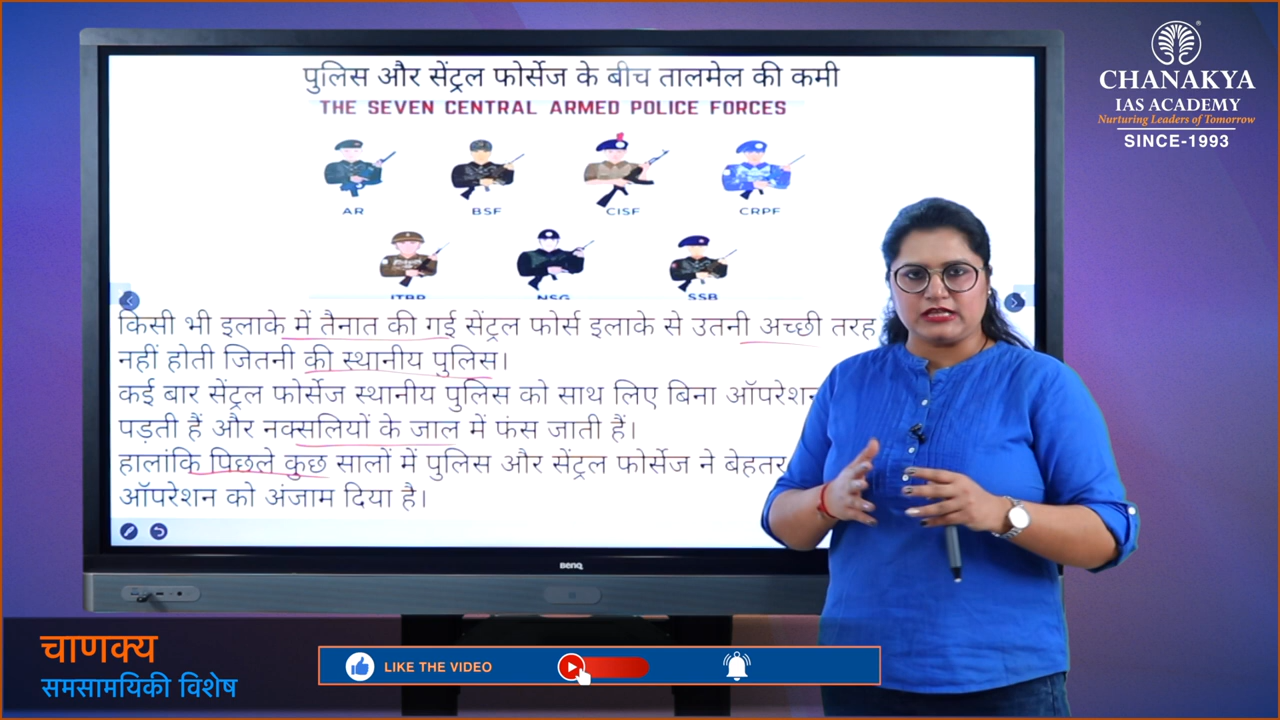 पुलिस और सेंट्रल फोर्सेज के बीच तालमेल की कमी
THE SEVEN CENTRAL ARMED POLICE FORCES
AR BSF CISF CRPF
ITBP NSG SSB
किसी भी इलाके में तैनात की गई सेंट्रल फोर्स इलाके से उतनी अच्छी तरह
नहीं होती जितनी की स्थानीय पुलिस।
कई बार सेंट्रल फोर्सेज स्थानीय पुलिस को साथ लिए बिना ऑपरेशन
पड़ती हैं और नक्सलियों के जाल में फंस जाती हैं।
हालांकि पिछले कुछ सालों में पुलिस और सेंट्रल फोर्सेज ने बेहतर
ऑपरेशन को अंजाम दिया है।
BenQ
CHANAKYA
IAS ACADEMY
Nurturing Leaders of Tomorrow
SINCE-1993
चाणक्य
समसामयिकी विशेष
LIKE THE VIDEO